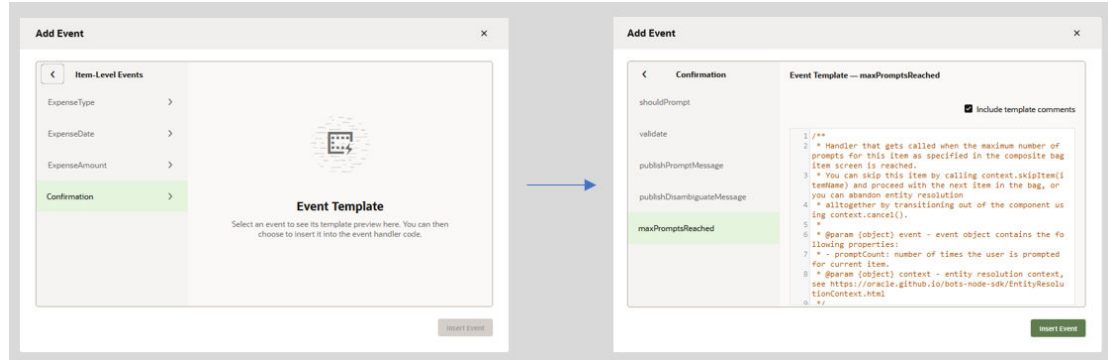 Add Event
×
Item-Level Events
ExpenseType
ExpenseDate
ExpenseAmount
Confirmation
Event Template
Select an event to see its template preview here. You can then
choose to insert it into the event handler code.
Insert Event
Add Event
×
Confirmation
shouldPrompt
validate
publishPromptMessage
publishDisambiguateMessage
maxPromptsReached
Event Template — maxPromptsReached
Include template comments
1 /**
2 * Handler that gets called when the maximum number of
prompts for this item as specified in the composite bag
item screen is reached.
3 * You can skip this item by calling context.skipItem(i
temName) and proceed with the next item in the bag, or
you can abandon entity resolution
4 * alltogether by transitioning out of the component us
ing context.cancel().
5 *
6 * @param {object} event - event object contains the fo
llowing properties:
7 * - promptCount: number of times the user is prompted
for current item.
8 * @param {object} context - entity resolution context,
see https://oracle.github.io/bots-node-sdk/EntityResolu
tionContext.html
9 */
Insert Event